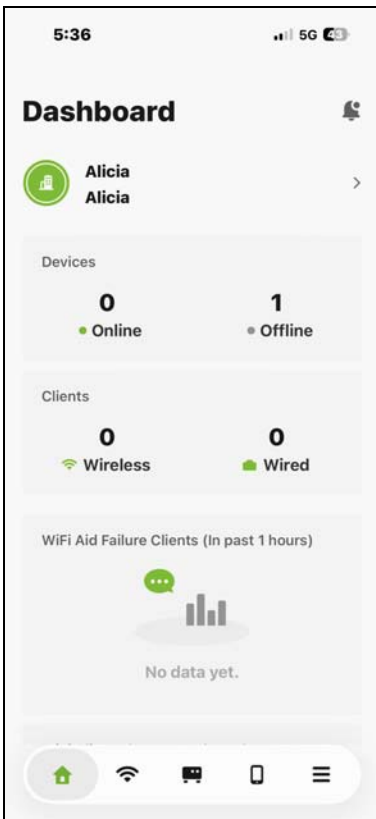 5:36 5G 43
Dashboard
Alicia
Alicia
Devices
0 1
Online Offline
Clients
0 0
Wireless Wired
WiFi Aid Failure Clients (In past 1 hours)
No data yet.